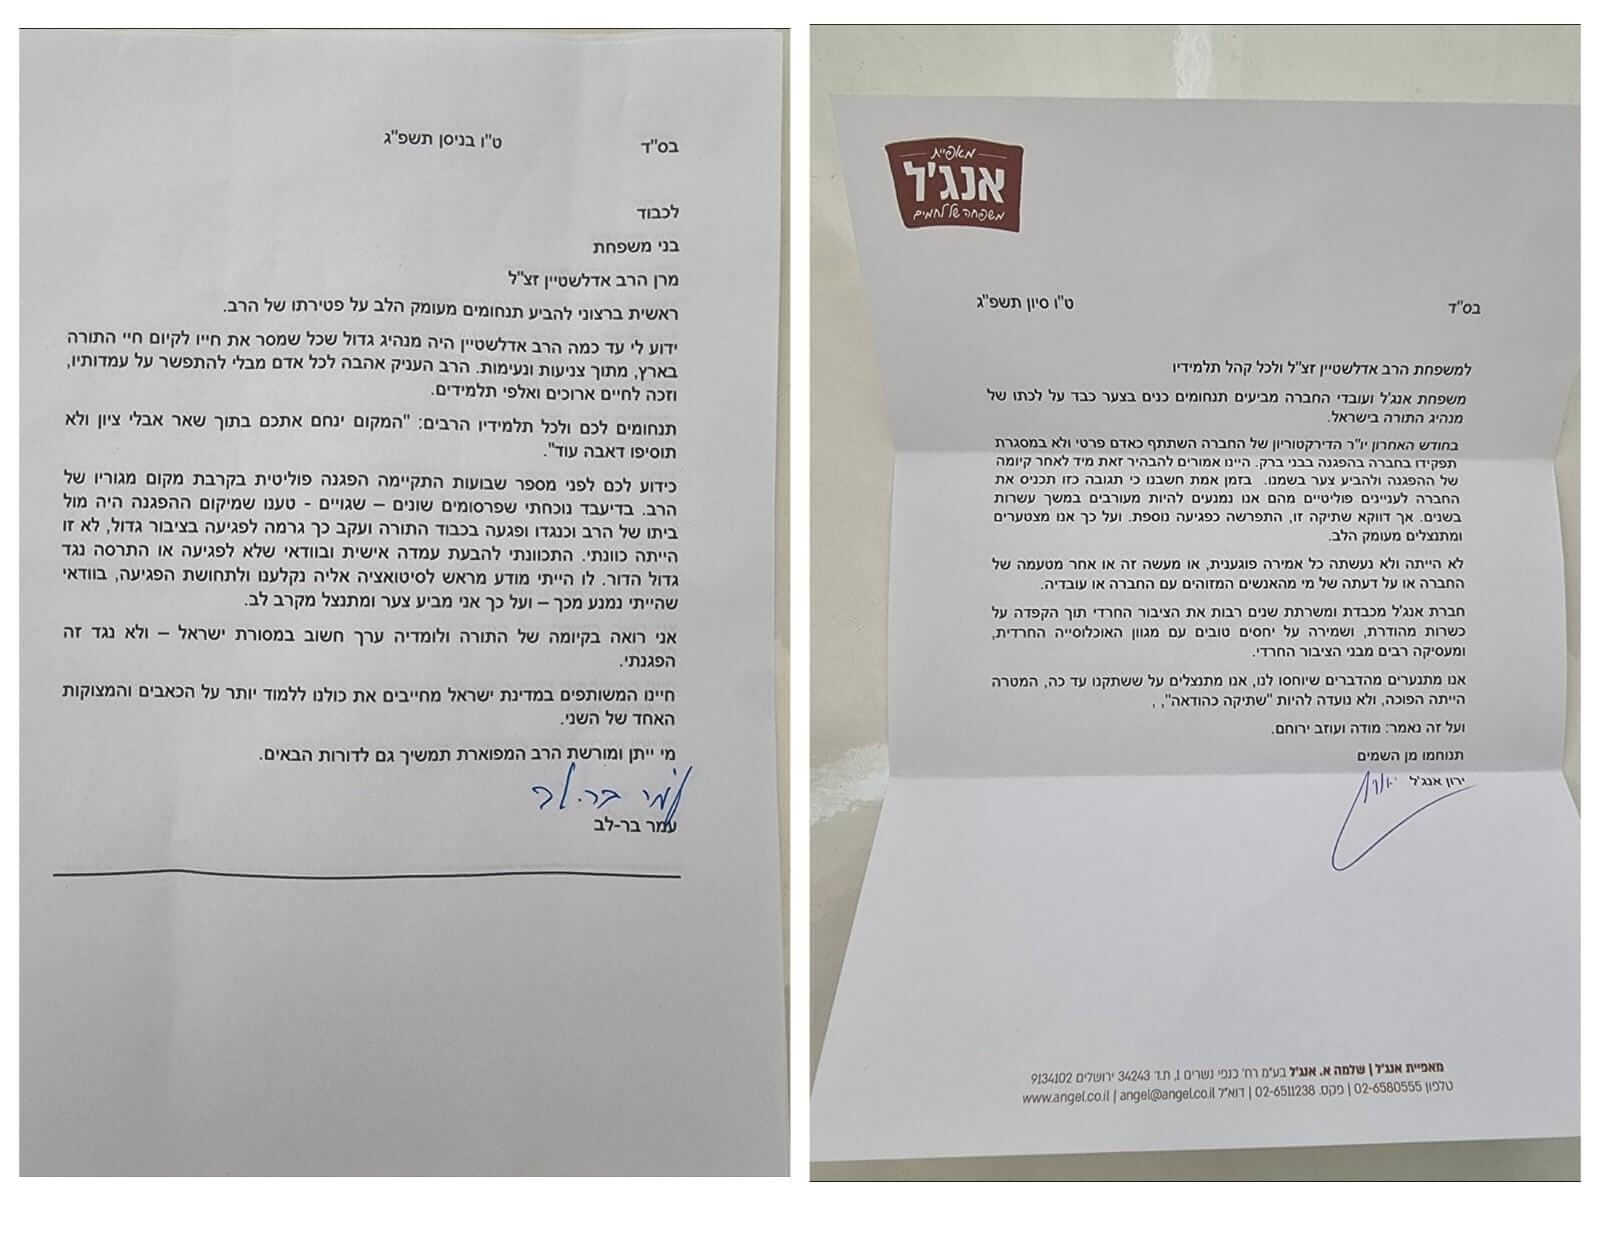 בס"ד
ט"ו בניסן תשפ"ג
לכבוד
בני משפחת
מרן הרב אדלשטיין זצ"ל
ראשית ברצוני להביע תנחומים מעומק הלב על פטירתו של הרב.
ידוע לי עד כמה הרב אדלשטיין היה מנהיג גדול שכל שמסר את חייו לקיום חיי התורה
בארץ, מתוך צניעות ונעימות. הרב העניק אהבה לכל אדם מבלי להתפשר על עמדותיו,
וזכה לחיים ארוכים ואלפי תלמידים.
תנחומים לכם ולכל תלמידיו הרבים: "המקום ינחם אתכם בתוך שאר אבלי ציון ולא
תוסיפו דאבה עוד".
כידוע לכם לפני מספר שבועות התקיימה הפגנה פוליטית בקרבת מקום מגוריו של
הרב. בדיעבד נוכחתי שפרסומים שונים – שגויים - טענו שמיקום ההפגנה היה מול
ביתו של הרב וכנגדו ופגעה בכבוד התורה ועקב כך גרמה לפגיעה בציבור גדול, לא זו
הייתה כוונתי. התכוונתי להבעת עמדה אישית ובוודאי שלא לפגיעה או התרסה נגד
גדול הדור. לו הייתי מודע מראש לסיטואציה אליה נקלענו ולתחושת הפגיעה, בוודאי
שהייתי נמנע מכך – ועל כך אני מביע צער ומתנצל מקרב לב.
אני רואה בקיומה של התורה ולומדיה ערך חשוב במסורת ישראל – ולא נגד זה
הפגנתי.
חיינו המשותפים במדינת ישראל מחייבים את כולנו ללמוד יותר על הכאבים והמצוקות
האחד של השני.
מי ייתן ומורשת הרב המפוארת תמשיך גם לדורות הבאים.
עמר בר-לב
עמר בר-לב
מאפיית
אנג'ל
משפחה של לחמים
בס"ד
ט"ו סיון תשפ"ג
למשפחת הרב אדלשטיין זצ"ל ולכל קהל תלמידיו
משפחת אנג'ל ועובדי החברה מביעים תנחומים כנים בצער כבד על לכתו של
מנהיג התורה בישראל.
בחודש האחרון יו"ר הדירקטוריון של החברה השתתף כאדם פרטי ולא במסגרת
תפקידו בחברה בהפגנה בבני ברק. היינו אמורים להבהיר זאת מיד לאחר קיומה
של ההפגנה ולהביע צער בשמנו. בזמן אמת חשבנו כי תגובה כזו תכניס את
החברה לעניינים פוליטיים מהם אנו נמנעים להיות מעורבים במשך עשרות
בשנים. אך דווקא שתיקה זו, התפרשה כפגיעה נוספת. ועל כך אנו מצטערים
ומתנצלים מעומק הלב.
לא הייתה ולא נעשתה כל אמירה פוגענית, או מעשה זה או אחר מטעמה של
החברה או על דעתה של מי מהאנשים המזוהים עם החברה או עובדיה.
חברת אנג'ל מכבדת ומשרתת שנים רבות את הציבור החרדי תוך הקפדה על
כשרות מהודרת, ושמירה על יחסים טובים עם מגוון האוכלוסייה החרדית,
ומעסיקה רבים מבני הציבור החרדי.
אנו מתנערים מהדברים שיוחסו לנו, אנו מתנצלים על ששתקנו עד כה, המטרה
הייתה הפוכה, ולא נועדה להיות "שתיקה כהודאה", ,
ועל זה נאמר: מודה ועוזב ירוחם.
תנוחמו מן השמים
ירון אנג'ל
מאפיית אנג'ל | שלמה א. אנג'ל בע"מ רח' כנפי נשרים 1, ת.ד 34243 ירושלים 9134102
טלפון 02-6580555 | פקס. 02-6511238 | דוא"ל angel@angel.co.il | www.angel.co.il